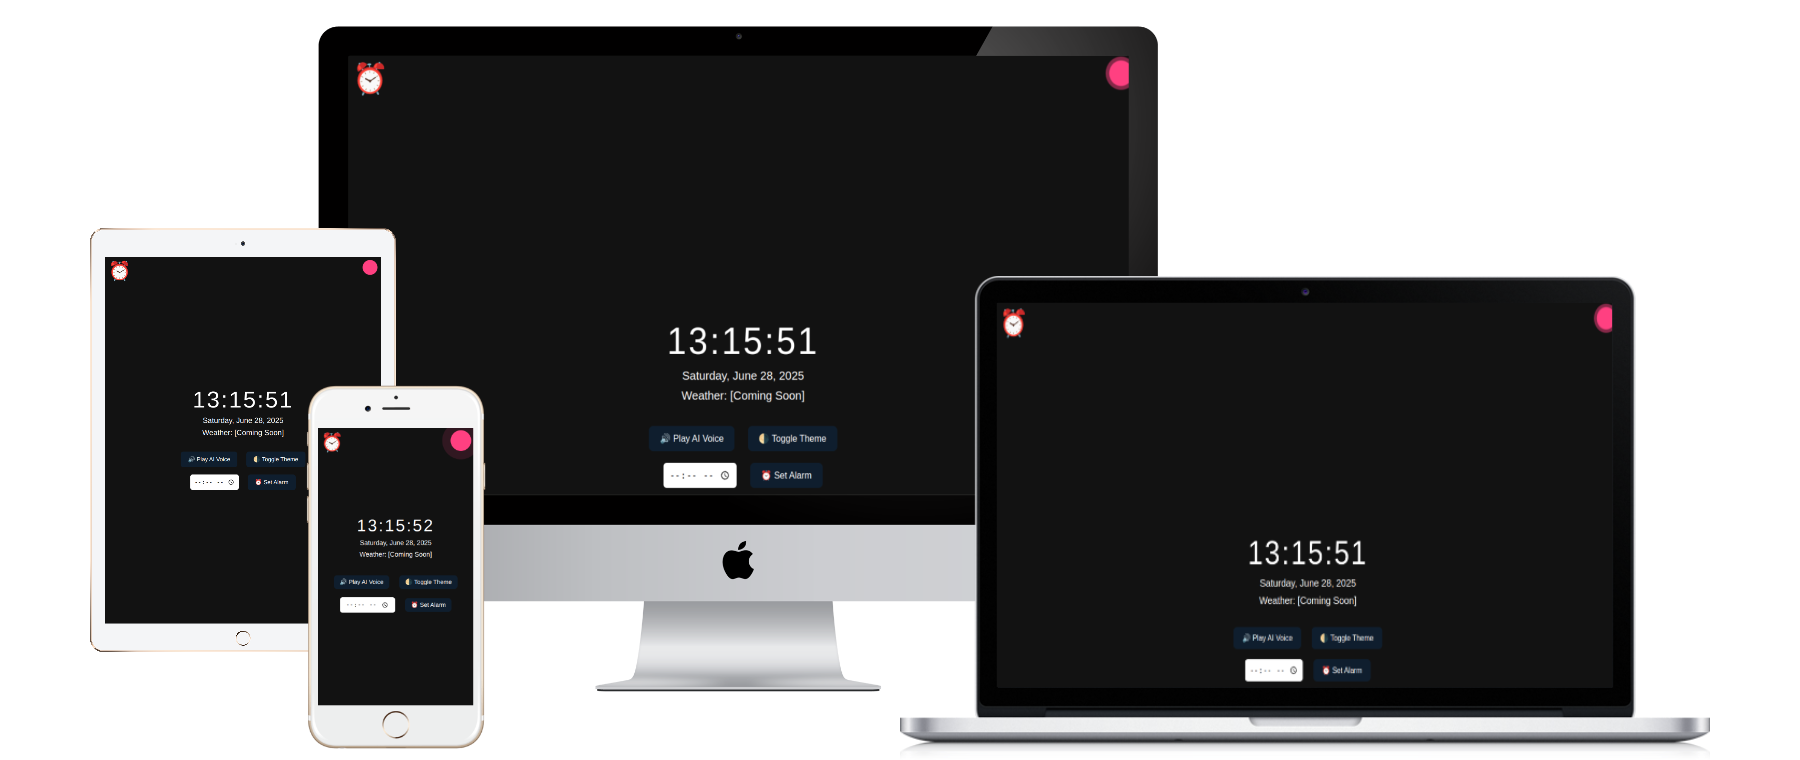 13:15:51
Saturday, June 28, 2025
Weather: [Coming Soon]
Play AI Voice Toggle Theme
--:-- -- Set Alarm
13:15:51
Saturday, June 28, 2025
Weather: [Coming Soon]
Play AI Voice Toggle Theme
--:-- -- Set Alarm
13:15:52
Saturday, June 28, 2025
Weather: [Coming Soon]
Play AI Voice Toggle Theme
--:-- -- Set Alarm
13:15:51
Saturday, June 28, 2025
Weather: [Coming Soon]
Play AI Voice Toggle Theme
--:-- -- Set Alarm